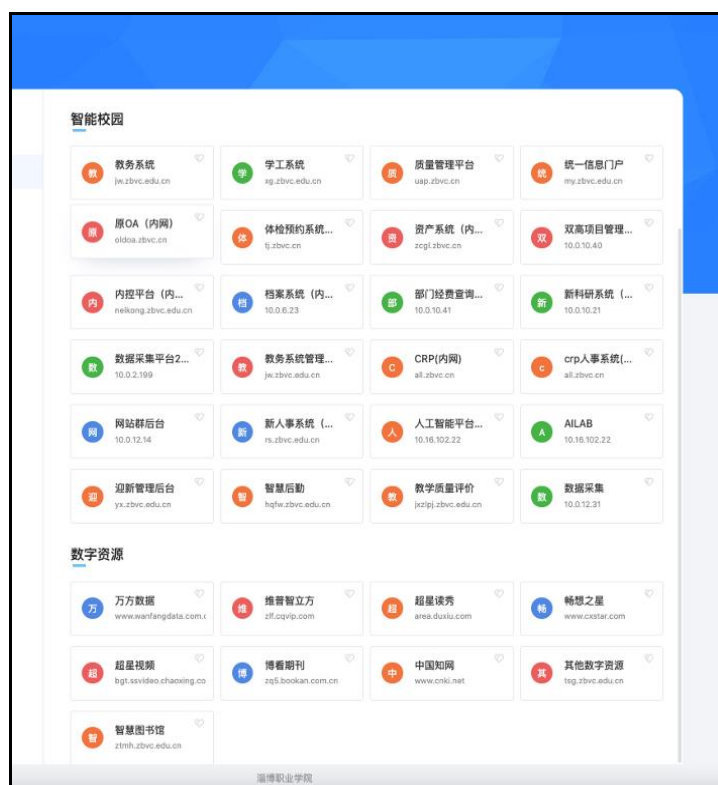 智能校园
教 教务系统 jw.zbvc.edu.cn
学 学工系统 xg.zbvc.edu.cn
质 质量管理平台 uap.zbvc.cn
统 统一信息门户 my.zbvc.edu.cn
原 原OA（内网） oldoa.zbvc.cn
体 体检预约系统... tj.zbvc.cn
资 资产系统（内... zcgl.zbvc.cn
双 双高项目管理... 10.0.10.40
内 内控平台（内... neikong.zbvc.edu.cn
档 档案系统（内... 10.0.6.23
部 部门经费查询... 10.0.10.41
新 新科研系统（... 10.0.10.21
数 数据采集平台2... 10.0.2.199
教 教务系统管理... jw.zbvc.edu.cn
C CRP(内网) all.zbvc.cn
c crp人事系统(... all.zbvc.cn
网 网站群后台 10.0.12.14
新 新人事系统（... rs.zbvc.edu.cn
人 人工智能平台... 10.16.102.22
A AILAB 10.16.102.22
迎 迎新管理后台 yx.zbvc.edu.cn
智 智慧后勤 hqfw.zbvc.edu.cn
教 教学质量评价 jxzlpj.zbvc.edu.cn
数 数据采集 10.0.12.31
数字资源
万 万方数据 www.wanfangdata.com.c
维 维普智立方 zlf.cqvip.com
超 超星读秀 area.duxiu.com
畅 畅想之星 www.cxstar.com
超 超星视频 bgt.ssvideo.chaoxing.co
博 博看期刊 zq5.bookan.com.cn
中 中国知网 www.cnki.net
其 其他数字资源 tsg.zbvc.edu.cn
智 智慧图书馆 ztmh.zbvc.edu.cn
淄博职业学院